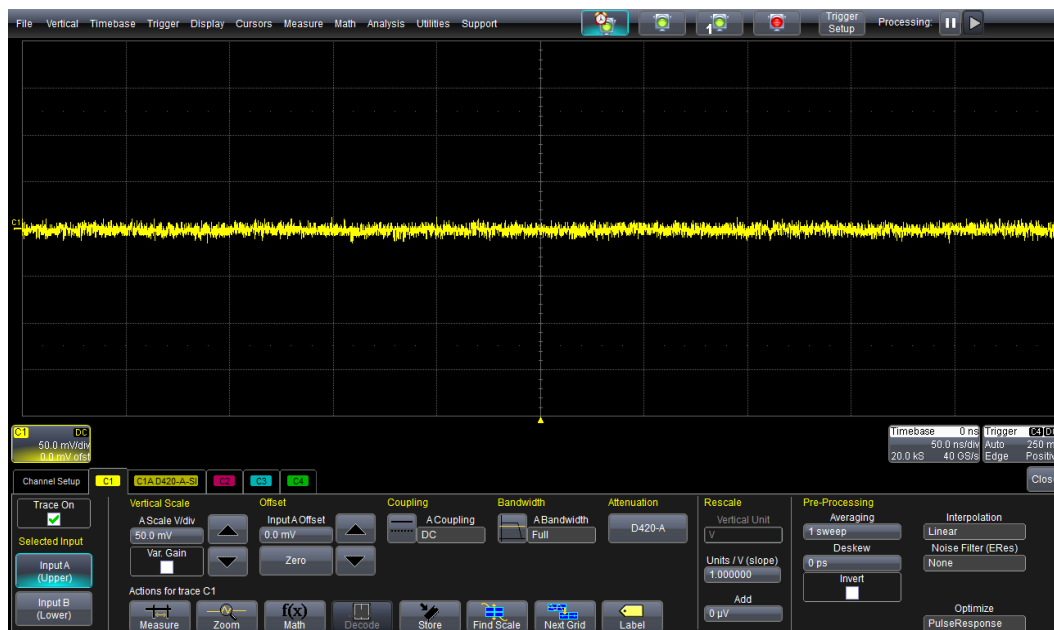 File Vertical Timebase Trigger Display Cursors Measure Math Analysis Utilities Support 1 Trigger Setup Processing:
C1
C1 DC Timebase 0 ns Trigger C4 DC
50.0 mV/div 50.0 ns/div Auto 250 m
0.0 mV ofst 20.0 kS 40 GS/s Edge Positiv
Channel Setup C1 C1A D420-A-SI C2 C3 C4 Clos
Trace On Vertical Scale Offset Coupling Bandwidth Attenuation Rescale Pre-Processing
A Scale V/div Input A Offset A Coupling A Bandwidth D420-A Vertical Unit Averaging Interpolation
50.0 mV 0.0 mV DC Full V 1 sweep Linear
Selected Input Var. Gain Zero Units / V (slope) Deskew Noise Filter (ERes)
Input A (Upper) 1.000000 0 ps None
Actions for trace C1 Add Invert
Input B (Lower) f(x) 0 µV Optimize
Measure Zoom Math Decode Store Find Scale Next Grid Label PulseResponse